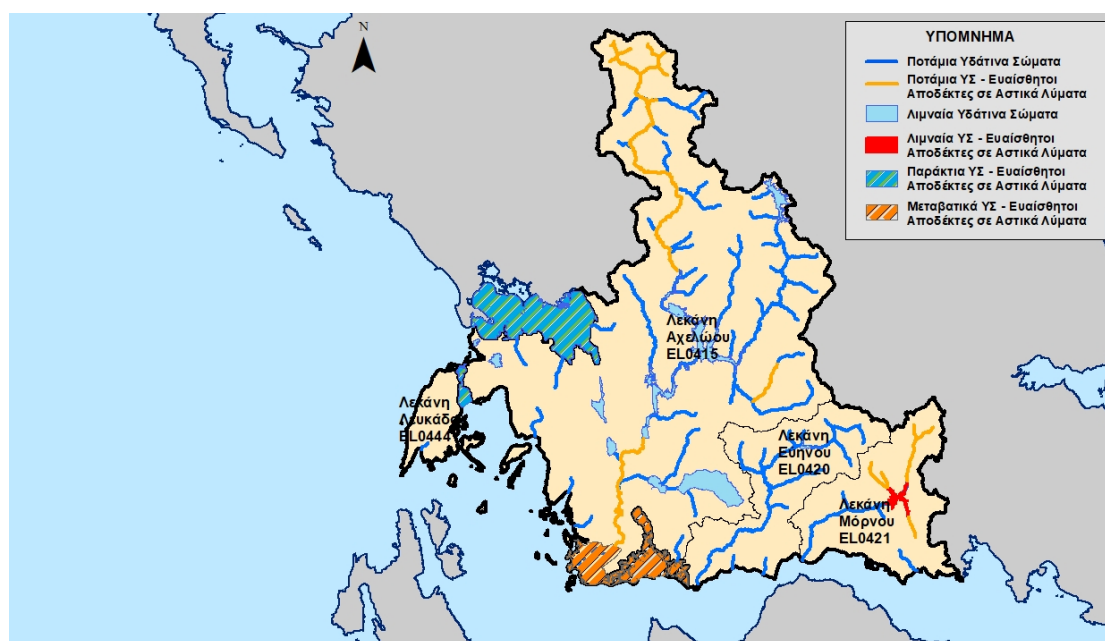 N
ΥΠΟΜΝΗΜΑ
Ποτάμια Υδάτινα Σώματα
Ποτάμια ΥΣ - Ευαίσθητοι
Αποδέκτες σε Αστικά Λύματα
Λιμναία Υδάτινα Σώματα
Λιμναία ΥΣ - Ευαίσθητοι
Αποδέκτες σε Αστικά Λύματα
Παράκτια ΥΣ - Ευαίσθητοι
Αποδέκτες σε Αστικά Λύματα
Μεταβατικά ΥΣ - Ευαίσθητοι
Αποδέκτες σε Αστικά Λύματα
Λεκάνη
Αχελώου
EL0415
Λεκάνη
Λευκάδα
EL0444
Λεκάνη
Εύηνου
EL0420
Λεκάνη
Μόρνου
EL0421